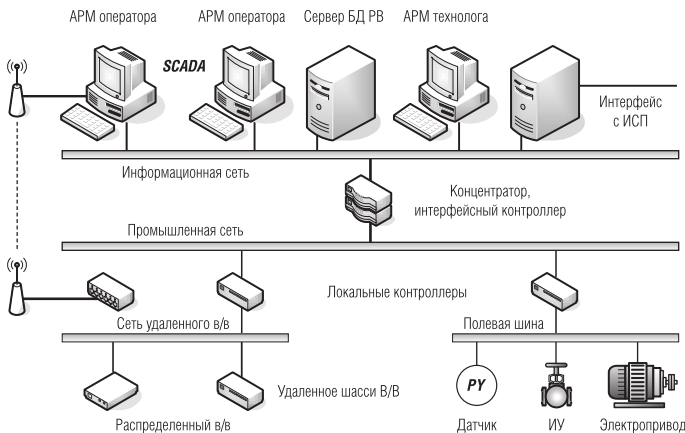 АРМ оператора
АРМ оператора
Сервер БД РВ
АРМ технолога
SCADA
Интерфейс
с ИСП
Информационная сеть
Концентратор,
интерфейсный контроллер
Промышленная сеть
Локальные контроллеры
Сеть удаленного в/в
Полевая шина
Удаленное шасси В/В
PY
Распределенный в/в
Датчик
ИУ
Электропривод